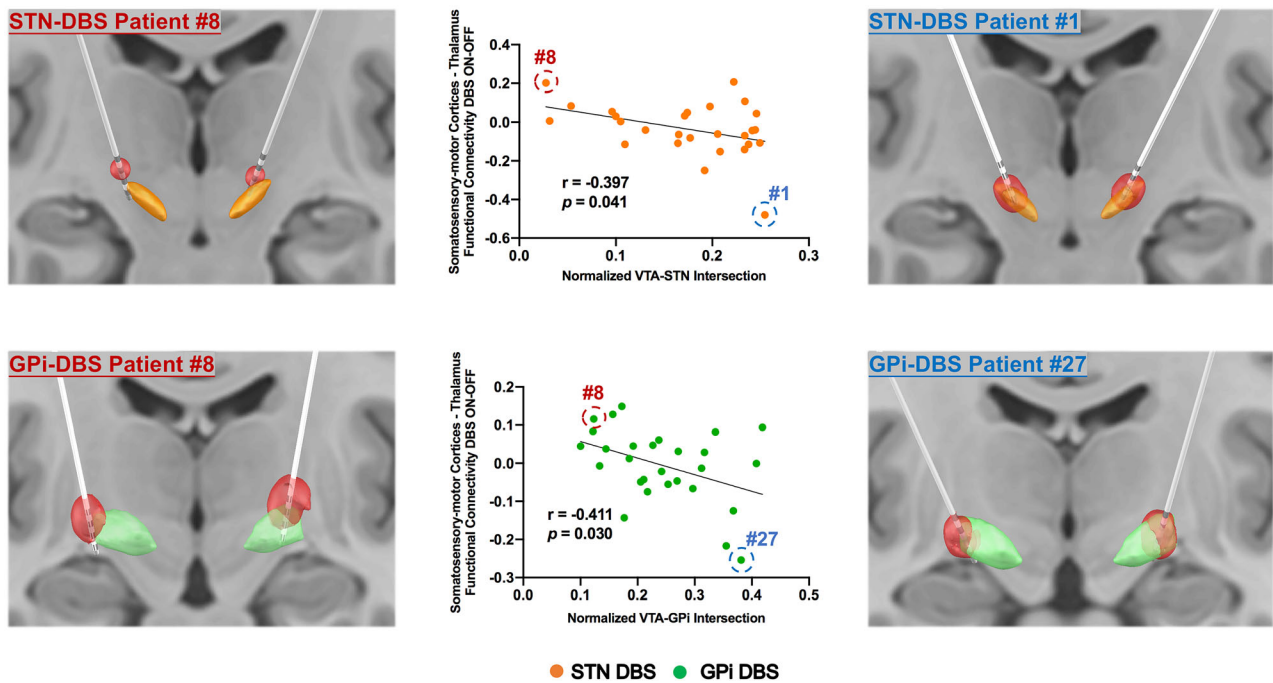 STN-DBS Patient #8
Somatosensory-motor Cortices - Thalamus
Functional Connectivity DBS ON-OFF
0.4
0.2
0.0
-0.2
-0.4
-0.6
#8
r = -0.397
p = 0.041
#1
0.0
0.1
0.2
0.3
Normalized VTA-STN Intersection
STN-DBS Patient #1
GPi-DBS Patient #8
Somatosensory-motor Cortices - Thalamus
Functional Connectivity DBS ON-OFF
0.2
0.1
0.0
-0.1
-0.2
-0.3
#8
r = -0.411
p = 0.030
#27
0.0
0.1
0.2
0.3
0.4
0.5
Normalized VTA-GPi Intersection
GPi-DBS Patient #27
STN DBS
GPi DBS